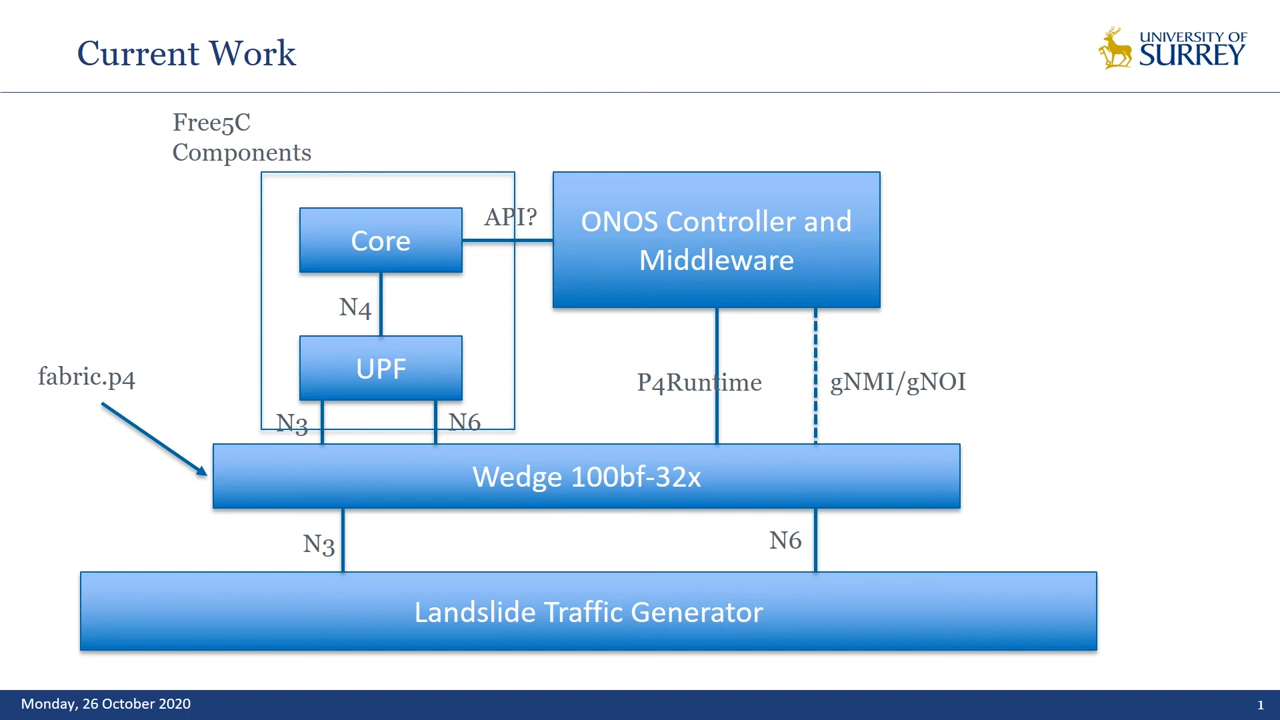 Current Work
UNIVERSITY OF
SURREY
Free5C
Components
Core
API?
ONOS Controller and
Middleware
N4
UPF
fabric.p4
P4Runtime
gNMI/gNOI
N3
N6
Wedge 100bf-32x
N3
N6
Landslide Traffic Generator
Monday, 26 October 2020
1